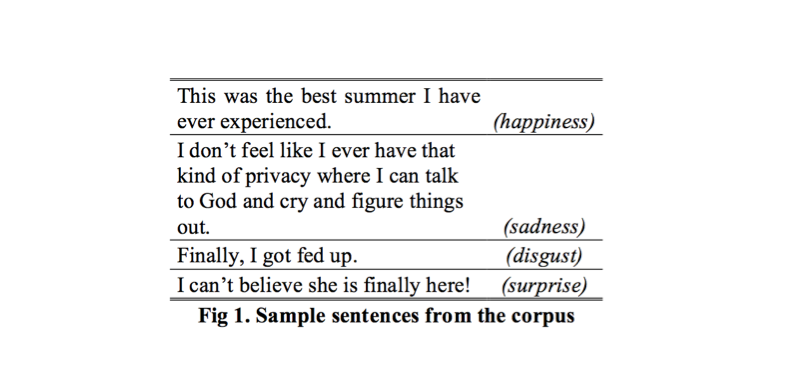 This was the best summer I have
ever experienced. (happiness)
I don’t feel like I ever have that
kind of privacy where I can talk
to God and cry and figure things
out. (sadness)
Finally, I got fed up. (disgust)
I can’t believe she is finally here! (surprise)
Fig 1. Sample sentences from the corpus